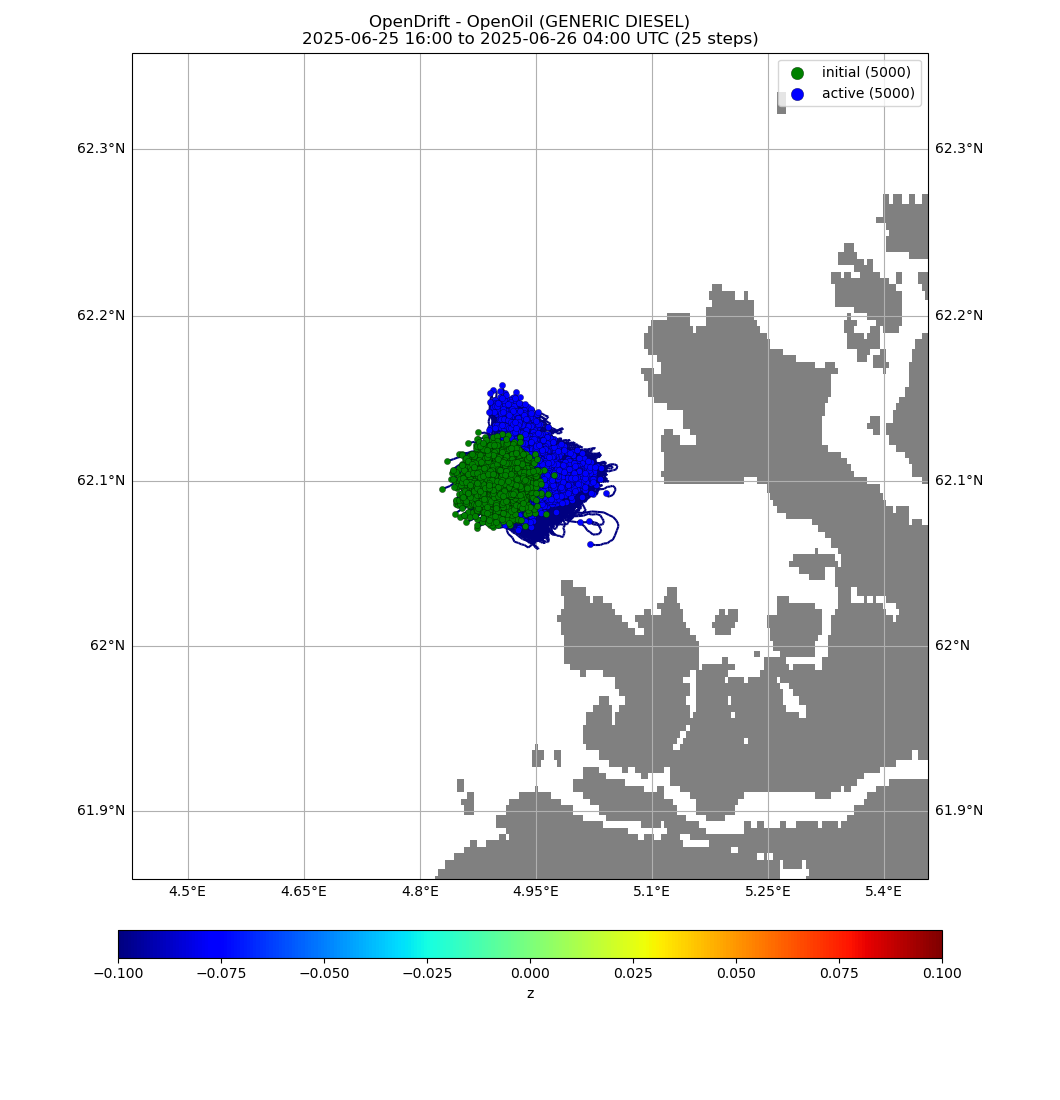 OpenDrift - OpenOil (GENERIC DIESEL)
2025-06-25 16:00 to 2025-06-26 04:00 UTC (25 steps)
initial (5000)
active (5000)
62.3°N
62.3°N
62.2°N
62.2°N
62.1°N
62.1°N
62°N
62°N
61.9°N
61.9°N
4.5°E
4.65°E
4.8°E
4.95°E
5.1°E
5.25°E
5.4°E
−0.100
−0.075
−0.050
−0.025
0.000
0.025
0.050
0.075
0.100
z